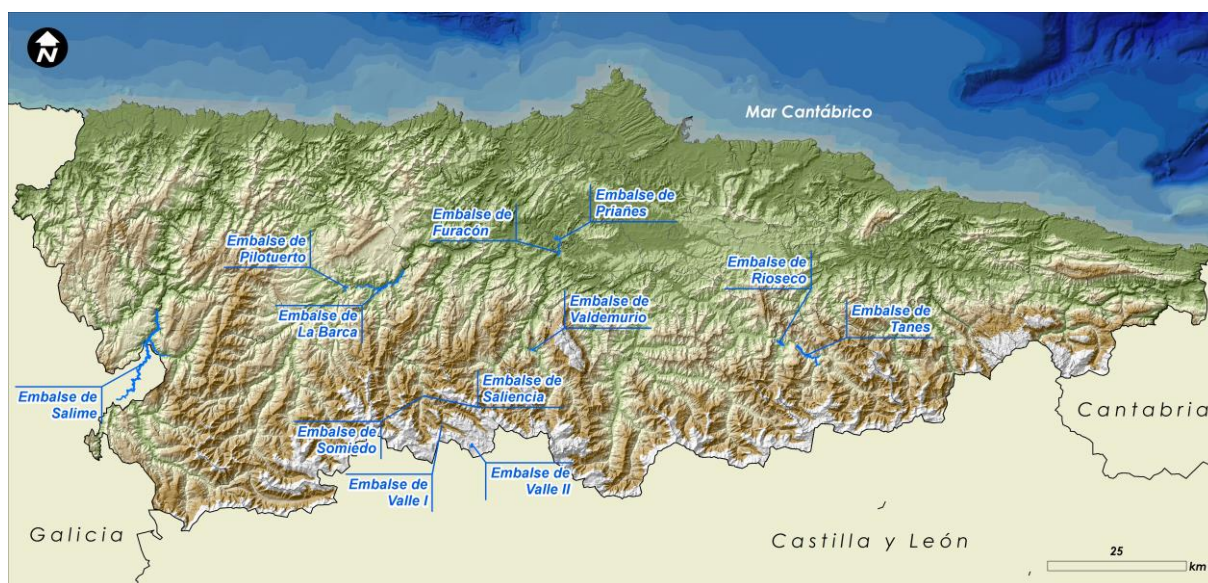 N
Mar Cantábrico
Embalse de
Priañes
Embalse de
Furacón
Embalse de
Pilotuerto
Embalse de
Rioseco
Embalse de
La Barca
Embalse de
Valdemurio
Embalse de
Tanes
Embalse de
Salime
Embalse de
Saliencia
Embalse de
Somiedo
Embalse de
Valle I
Embalse de
Valle II
Cantabria
Galicia
Castilla y León
25
km